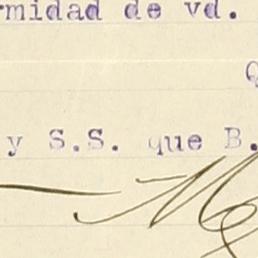 rmidad de vd.
Q
y S.S. que B.